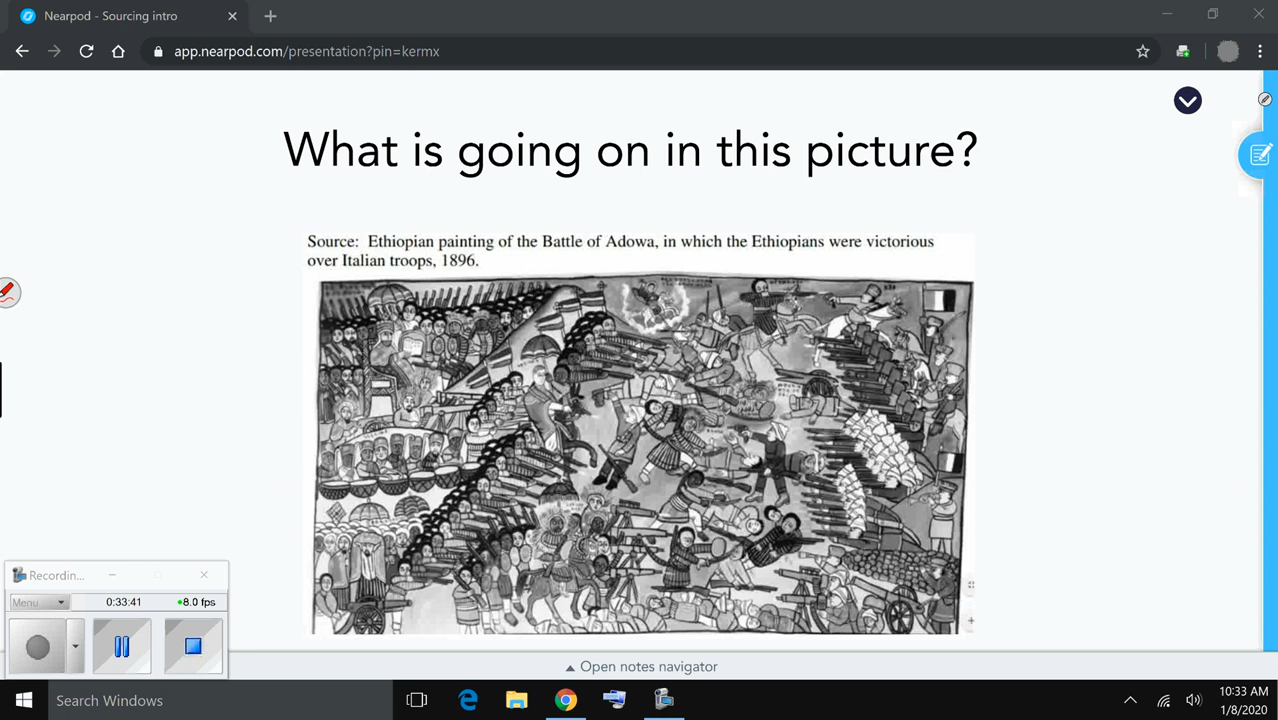 Nearpod - Sourcing intro
app.nearpod.com/presentation?pin=kermx
What is going on in this picture?
Source: Ethiopian painting of the Battle of Adowa, in which the Ethiopians were victorious
over Italian troops, 1896.
Recordin...
Menu
0:33:41
8.0 fps
Open notes navigator
Search Windows
10:33 AM
1/8/2020